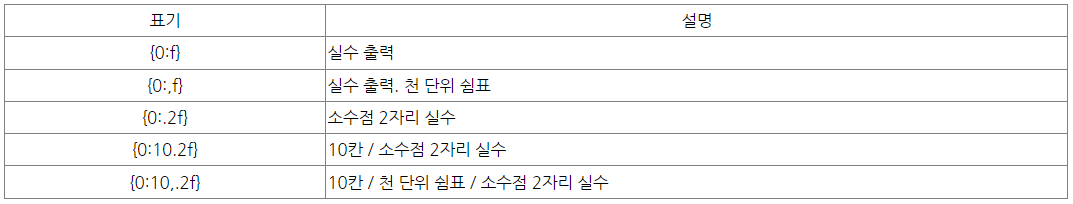 표기 설명
{0:f} 실수 출력
{0:,f} 실수 출력. 천 단위 쉼표
{0:.2f} 소수점 2자리 실수
{0:10.2f} 10칸 / 소수점 2자리 실수
{0:10,.2f} 10칸 / 천 단위 쉼표 / 소수점 2자리 실수